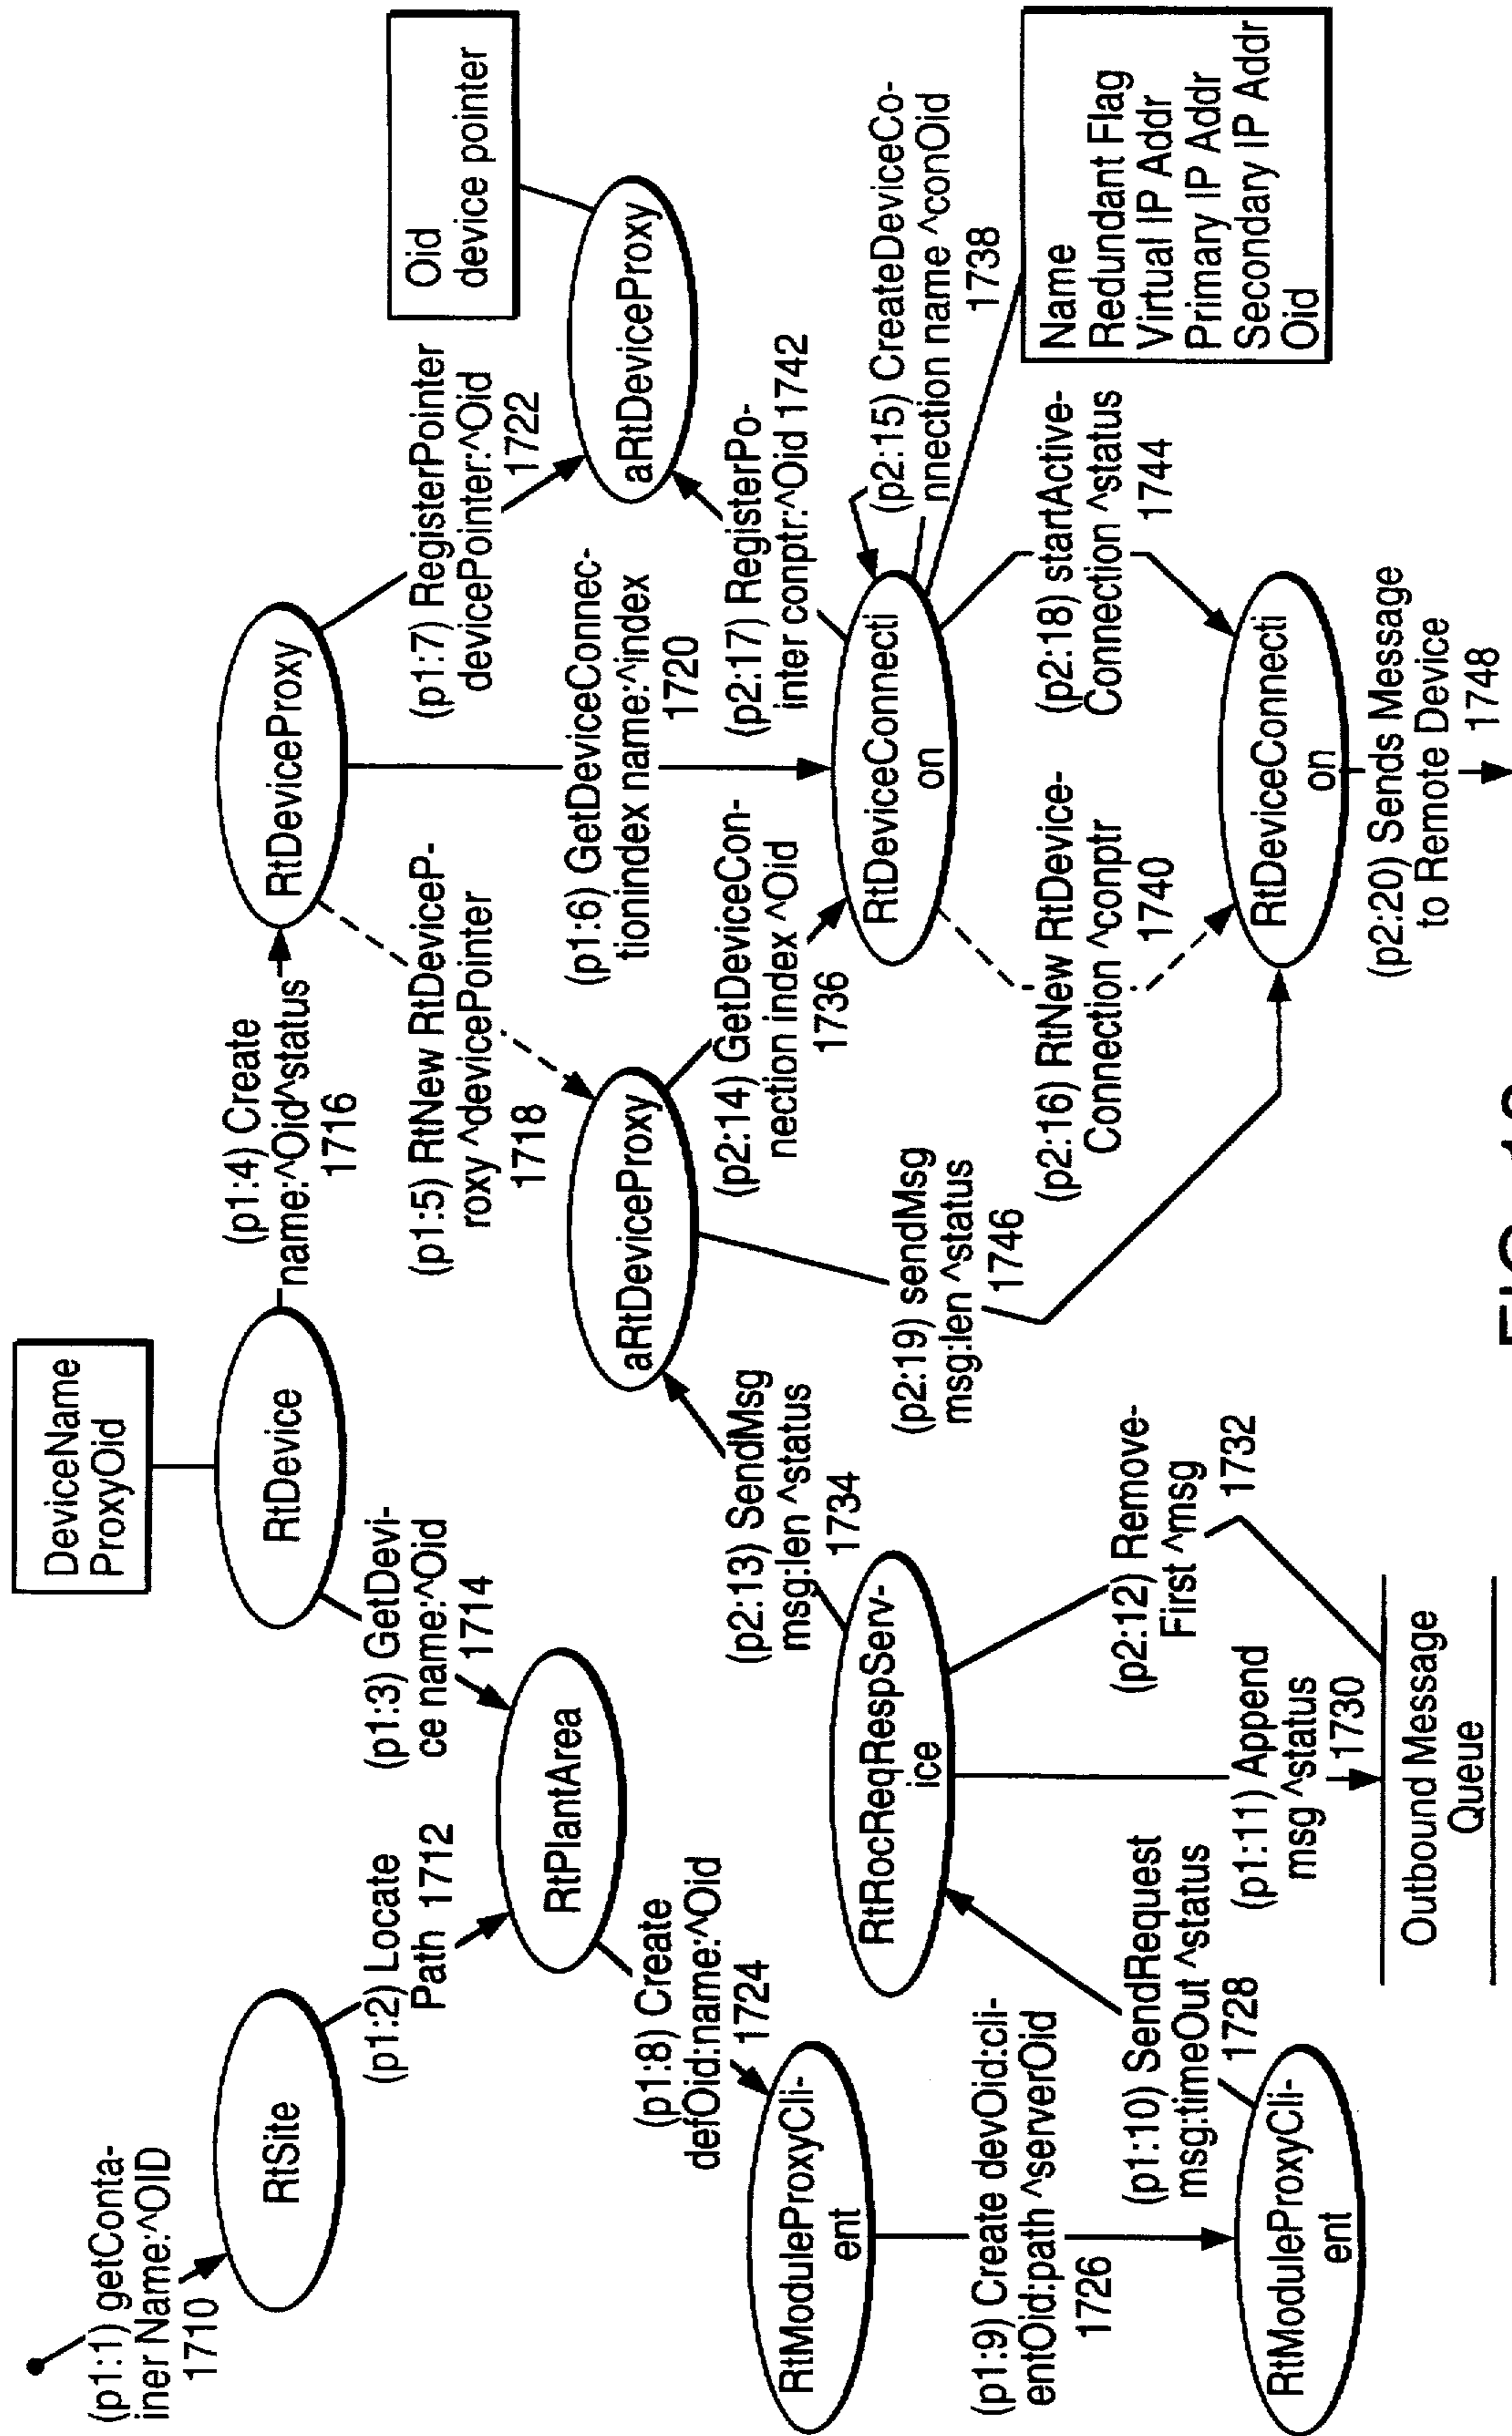 (p1:1) getConta-
iner Name:^OID
1710
RtSite
(p1:2) Locate
Path 1712
RtPlantArea
(p1:3) GetDevi-
ce name:^Oid
1714
DeviceName
ProxyOid
RtDevice
(p1:4) Create
name:^Oid^status
1716
RtDeviceProxy
(p1:5) RtNew RtDeviceP-
roxy ^devicePointer
1718
(p1:6) GetDeviceConnec-
tionindex name:^index
1720
(p1:7) RegisterPointer
devicePointer:^Oid
1722
Oid
device pointer
aRtDeviceProxy
(p1:8) Create
defOid:name:^Oid
1724
RtModuleProxyCli-
ent
(p1:9) Create devOid:cli-
entOid:path ^serverOid
1726
RtModuleProxyCli-
ent
(p1:10) SendRequest
msg:timeOut ^status
1728
RtRocReqRespServ-
ice
(p1:11) Append
msg ^status
1730
Outbound Message
Queue
(p2:12) Remove-
First ^msg
1732
(p2:13) SendMsg
msg:len ^status
1734
aRtDeviceProxy
(p2:14) GetDeviceCon-
nection index ^Oid
1736
RtDeviceConnecti
on
(p2:15) CreateDeviceCo-
nnection name ^conOid
1738
Name
Redundant Flag
Virtual IP Addr
Primary IP Addr
Secondary IP Addr
Oid
(p2:16) RtNew RtDevice-
Connection ^conptr
1740
(p2:17) RegisterPo-
inter conptr:^Oid 1742
(p2:18) startActive-
Connection ^status
1744
(p2:19) sendMsg
msg:len ^status
1746
RtDeviceConnecti
on
(p2:20) Sends Message
to Remote Device
1748